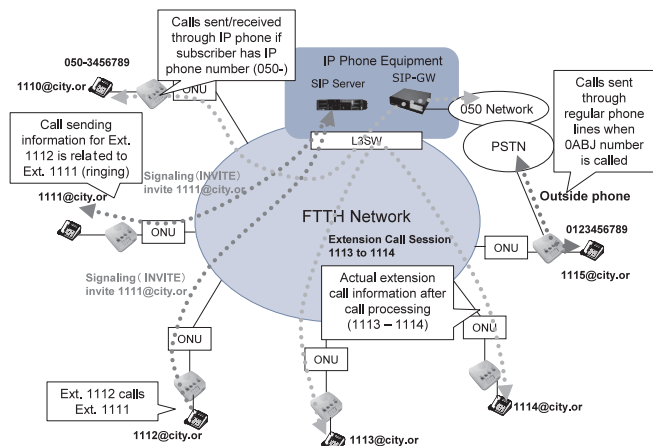 Calls sent/received
through IP phone if
subscriber has IP
phone number (050-)
050-3456789
1110@city.or
ONU
IP Phone Equipment
SIP Server
SIP-GW
L3SW
050 Network
PSTN
Calls sent
through
regular phone
lines when
0ABJ number
is called
Call sending
information for Ext.
1112 is related to
Ext. 1111 (ringing)
1111@city.or
Signaling (INVITE)
invite 1111@city.or
ONU
FTTH Network
Extension Call Session
1113 to 1114
Outside phone
0123456789
ONU
1115@city.or
Signaling (INVITE)
invite 1111@city.or
Actual extension
call information after
call processing
(1113 – 1114)
ONU
ONU
ONU
Ext. 1112 calls
Ext. 1111
1112@city.or
1113@city.or
1114@city.or